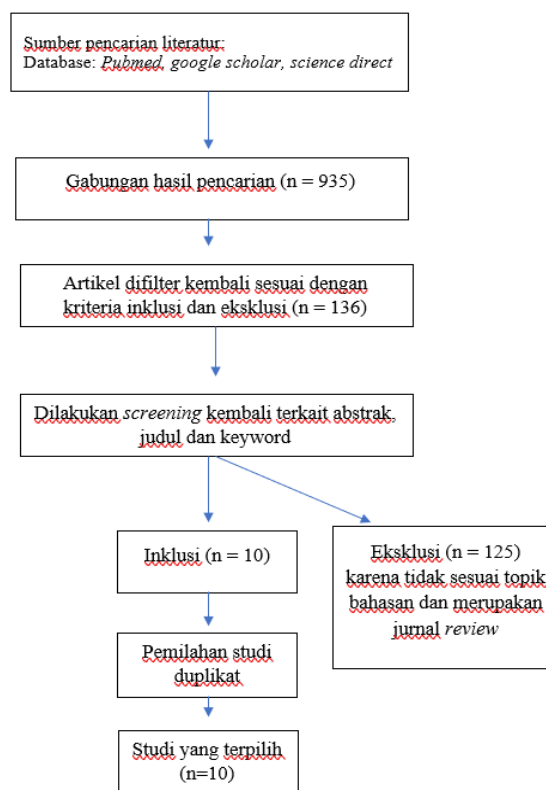 Sumber pencarian literatur:
Database: Pubmed, google scholar, science direct
Gabungan hasil pencarian (n = 935)
Artikel difilter kembali sesuai dengan
kriteria inklusi dan eksklusi (n = 136)
Dilakukan screening kembali terkait abstrak,
judul dan keyword
Inklusi (n = 10)
Eksklusi (n = 125)
karena tidak sesuai topik
bahasan dan merupakan
jurnal review
Pemilahan studi
duplikat
Studi yang terpilih
(n=10)